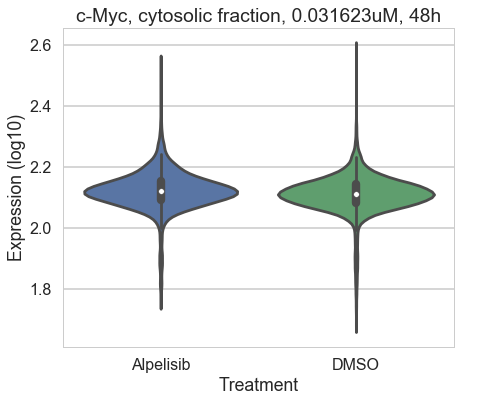 c-Myc, cytosolic fraction, 0.031623uM, 48h
Expression (log10)
2.6
2.4
2.2
2.0
1.8
Alpelisib
DMSO
Treatment